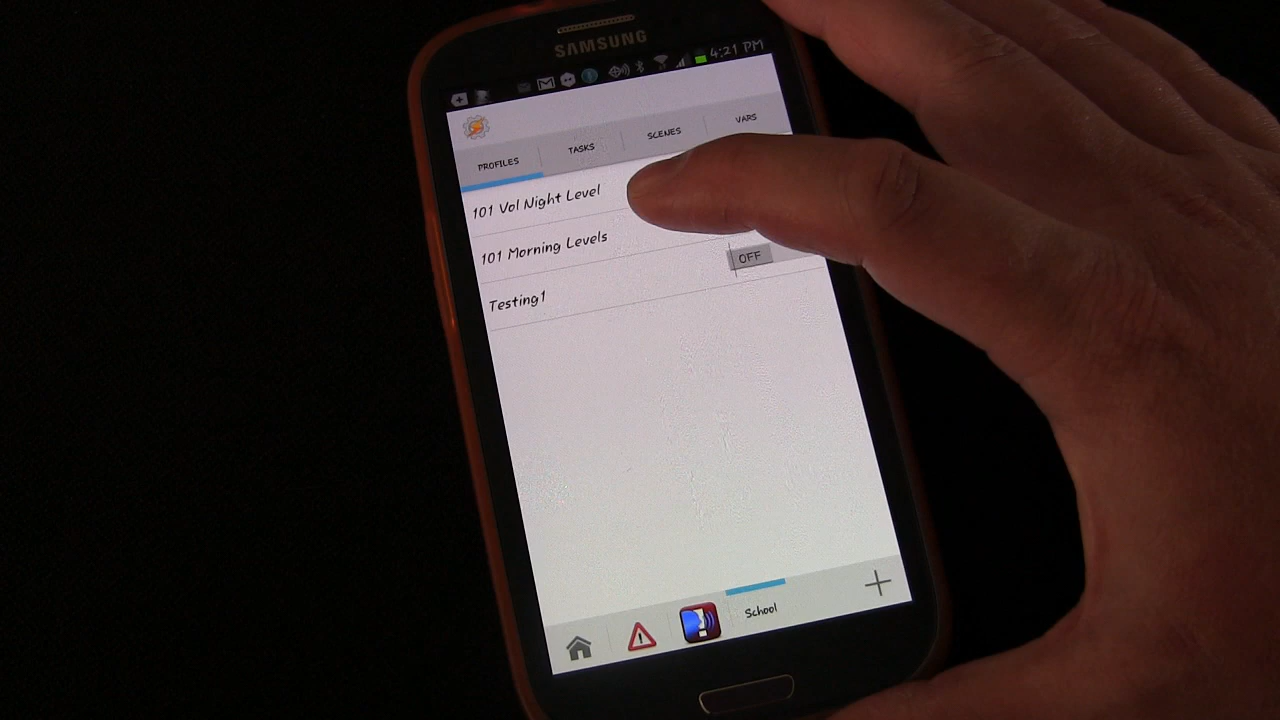 SAMSUNG
4:21 PM
PROFILES TASKS SCENES VARS
101 Vol Night Level
101 Morning Levels
OFF
Testing1
School